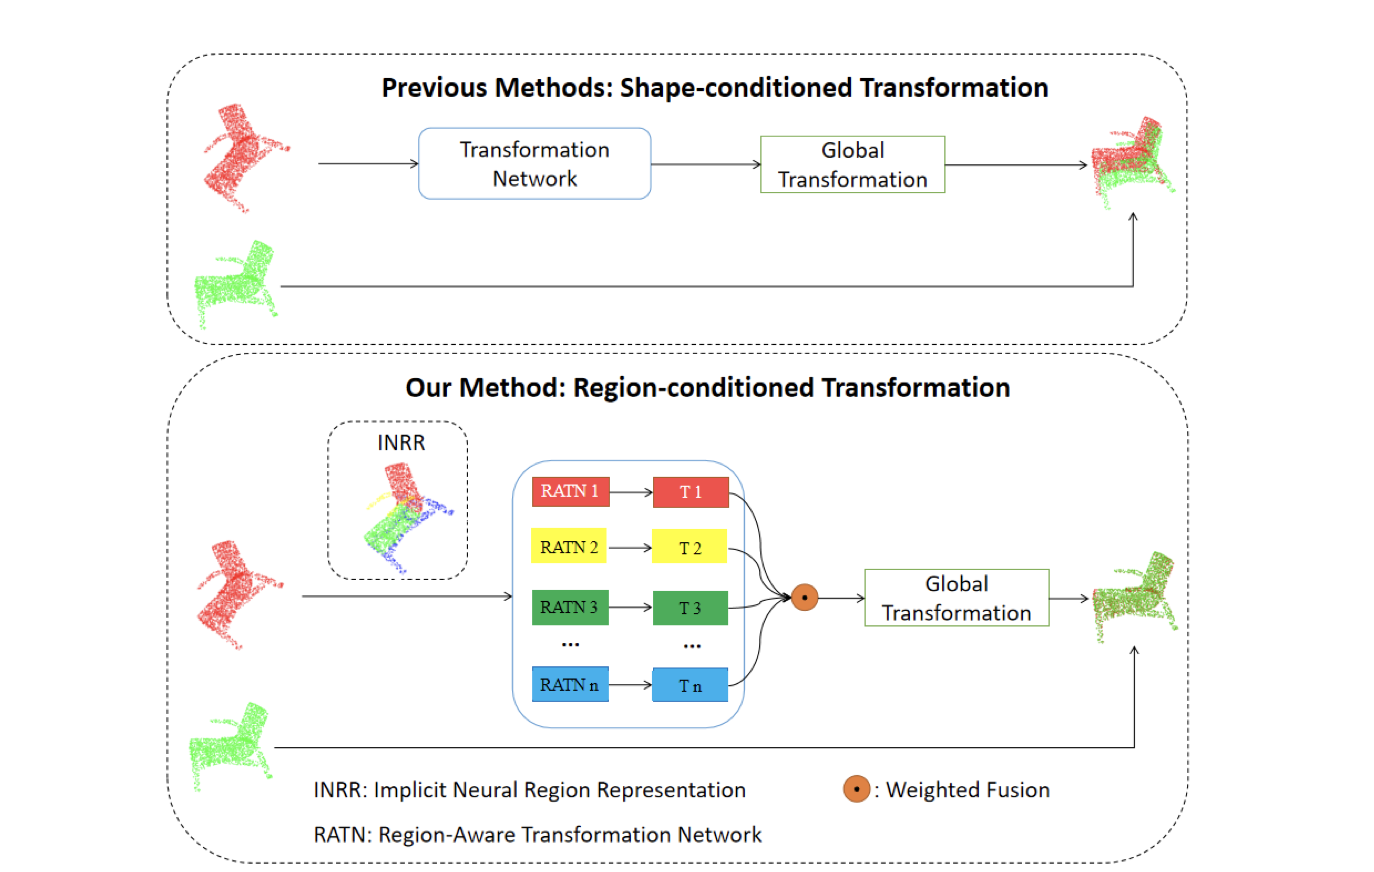 Previous Methods: Shape-conditioned Transformation
Transformation
Network
Global
Transformation
Our Method: Region-conditioned Transformation
INRR
RATN 1
T 1
RATN 2
T 2
RATN 3
T 3
...
...
RATN n
T n
Global
Transformation
INRR: Implicit Neural Region Representation
: Weighted Fusion
RATN: Region-Aware Transformation Network